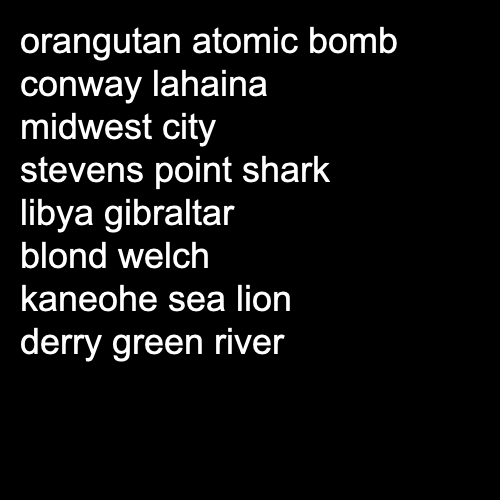 orangutan atomic bomb
conway lahaina
midwest city
stevens point shark
libya gibraltar
blond welch
kaneohe sea lion
derry green river